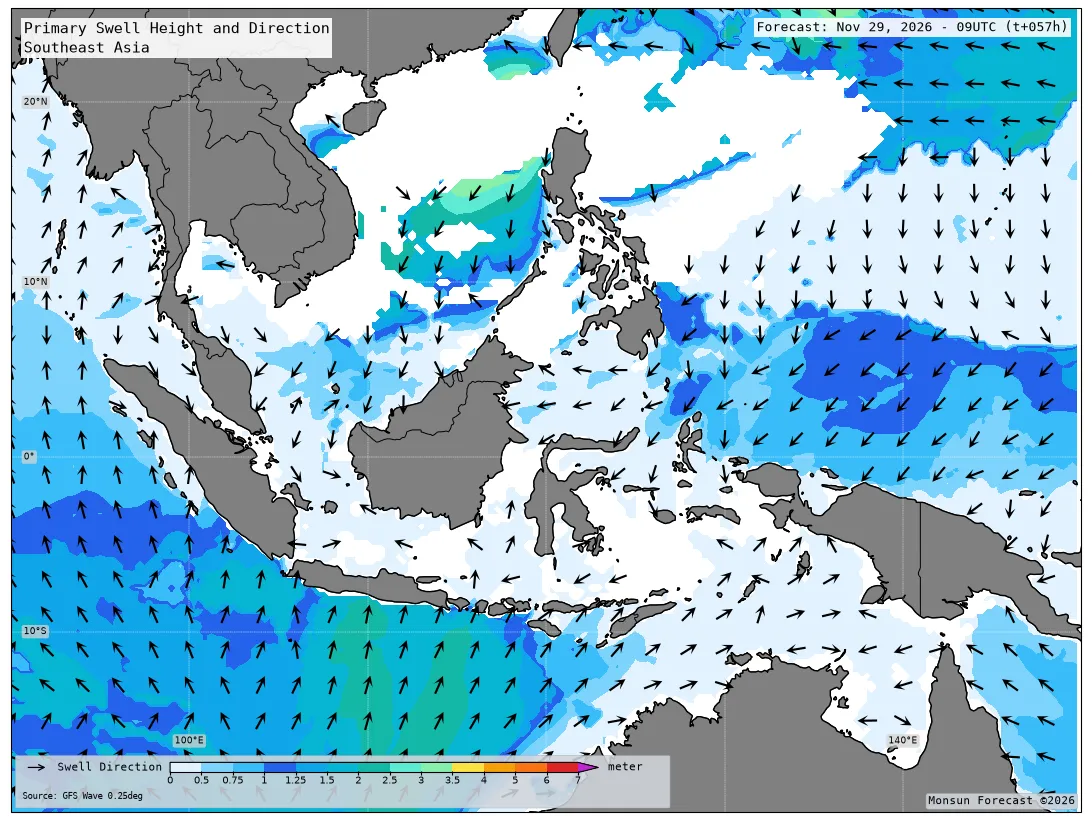 Primary Swell Height and Direction
Southeast Asia
Forecast: Nov 29, 2026 - 09UTC (t+057h)
20°N
10°N
0°
10°S
100°E
140°E
Swell Direction
0 0.5 0.75 1 1.25 1.5 2 2.5 3 3.5 4 5 6 7
meter
Source: GFS Wave 0.25deg
Monsun Forecast ©2026